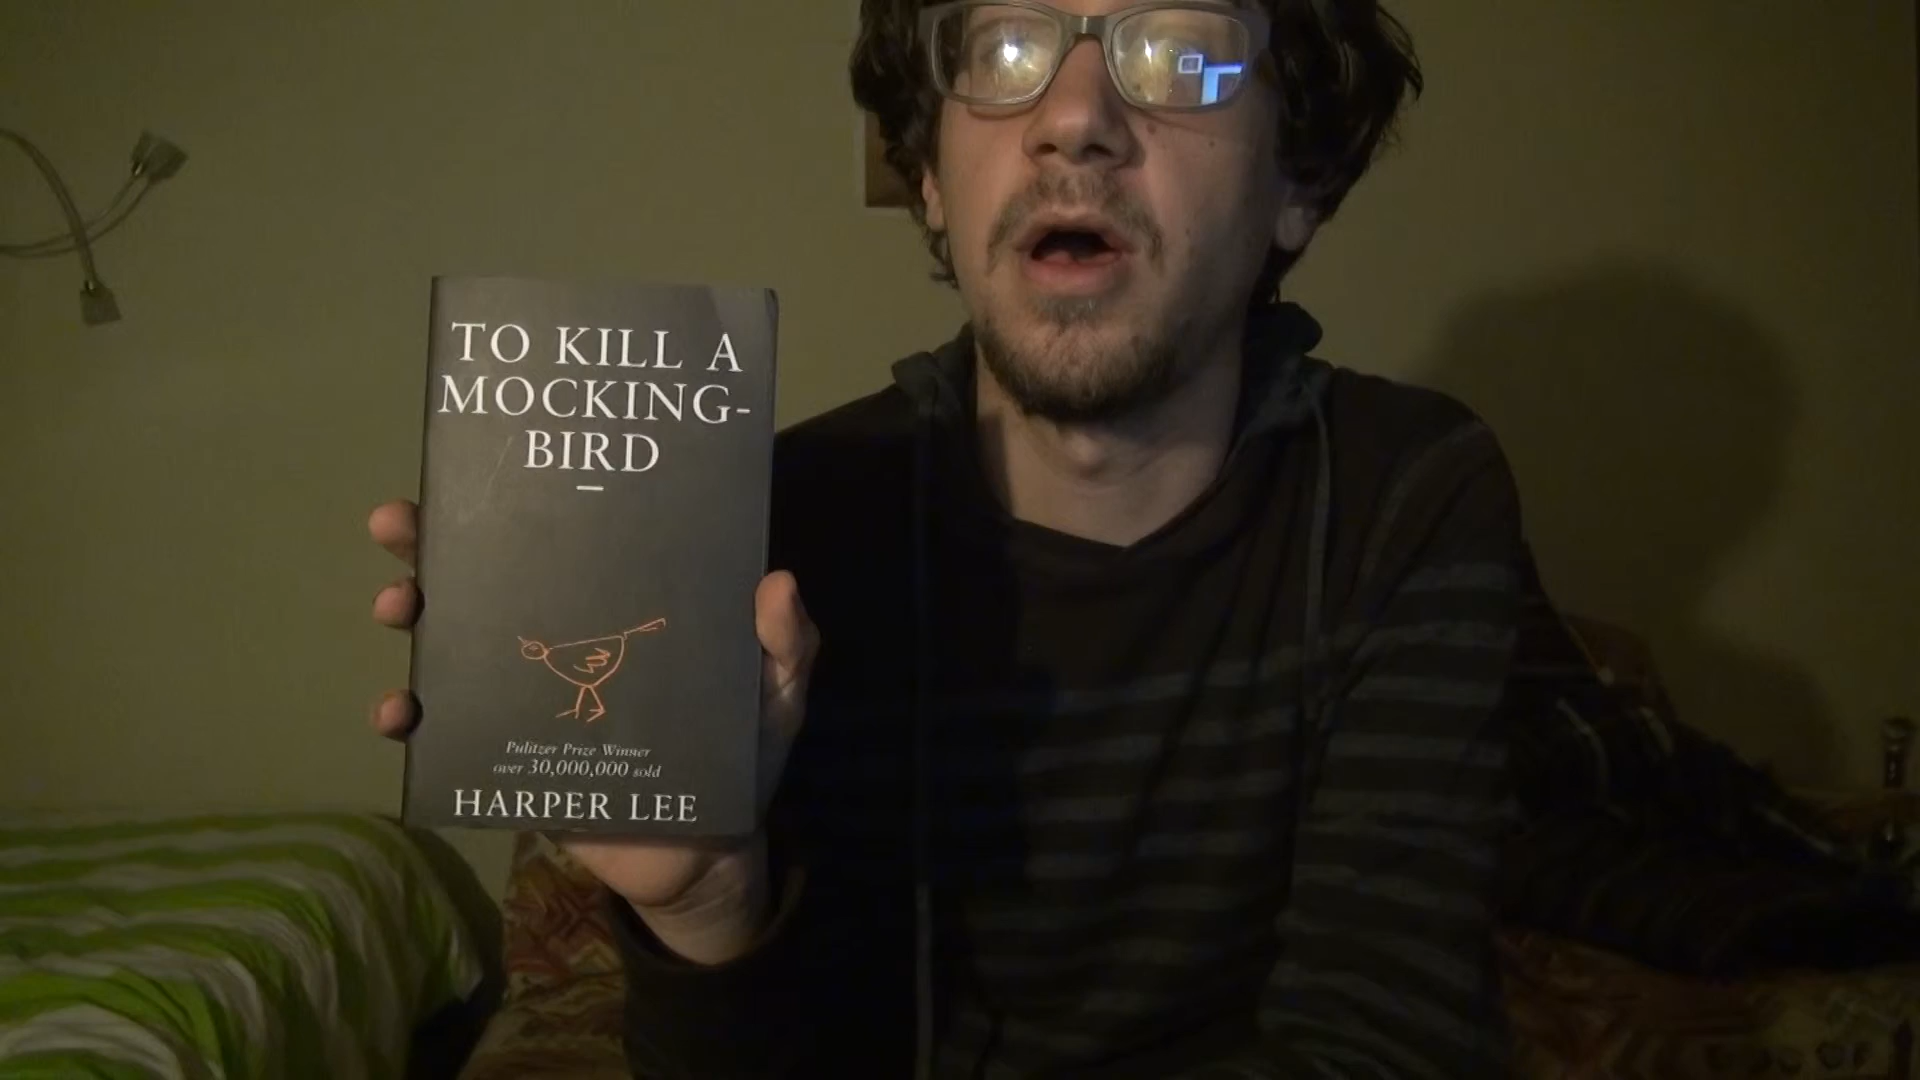 TO KILL A
MOCKING-
BIRD
Pulitzer Prize Winner
over 30,000,000 sold
HARPER LEE